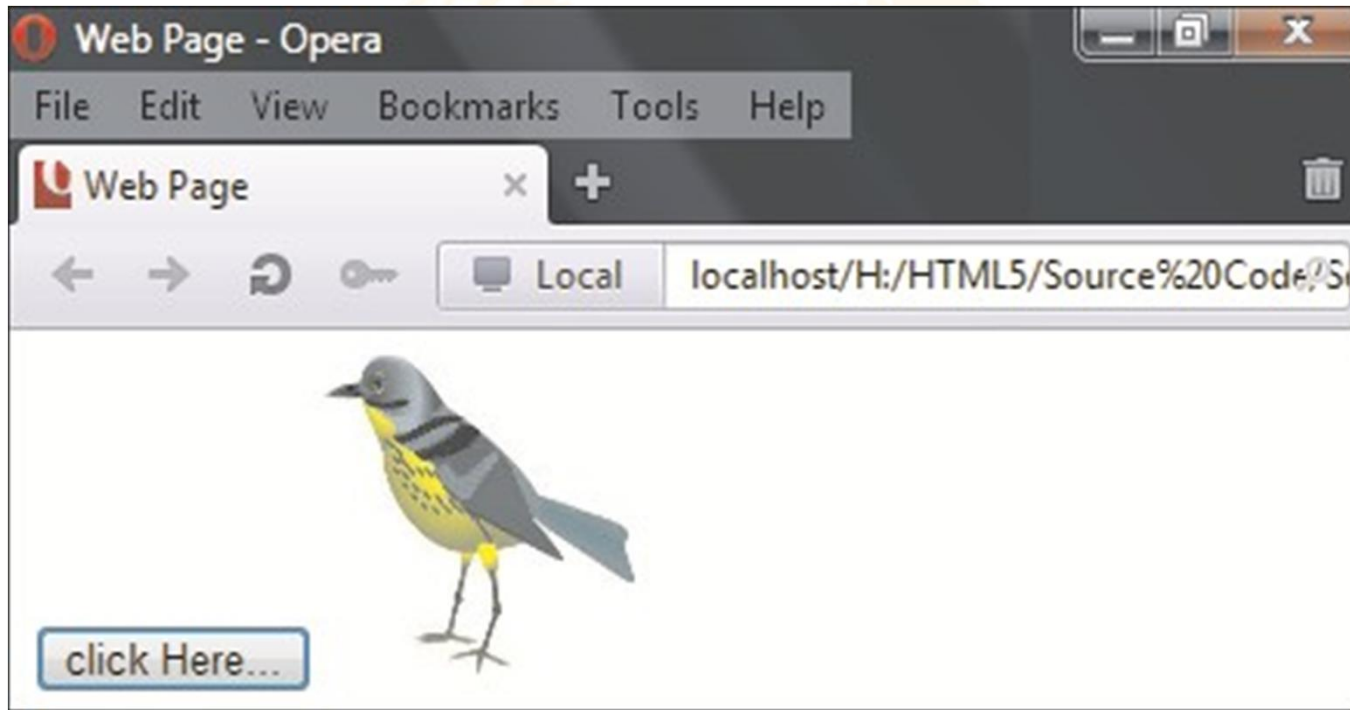 Web Page - Opera
File Edit View Bookmarks Tools Help
Web Page
Local localhost/H:/HTML5/Source%20Code/
click Here...